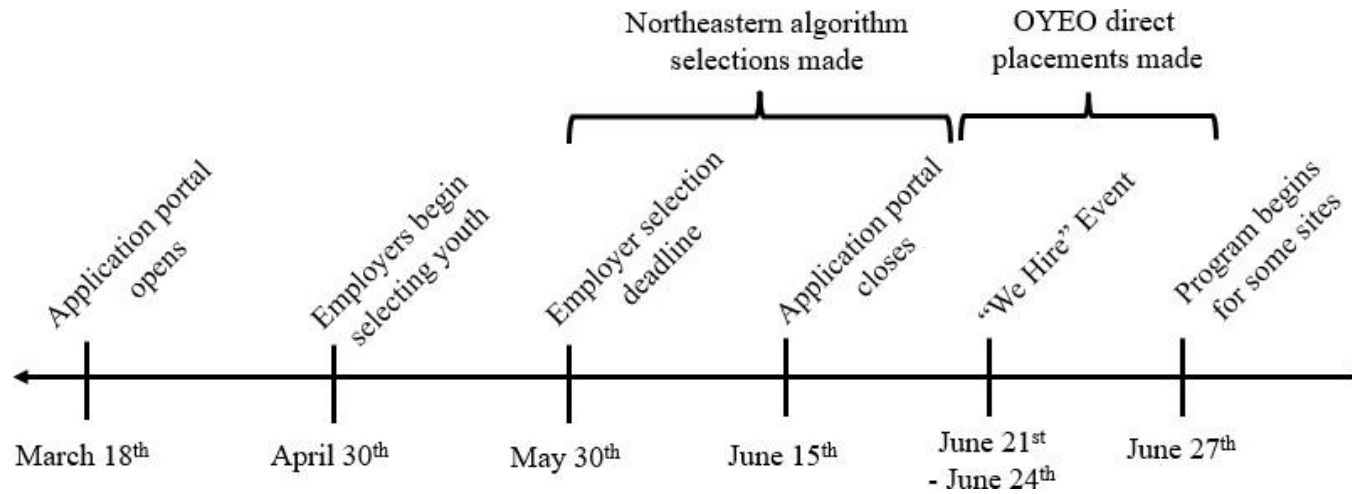 Northeastern algorithm
selections made
OYEO direct
placements made
Application portal
opens
Employers begin
selecting youth
Employer selection
deadline
Application portal
closes
“We Hire” Event
Program begins
for some sites
March 18th
April 30th
May 30th
June 15th
June 21st
- June 24th
June 27th